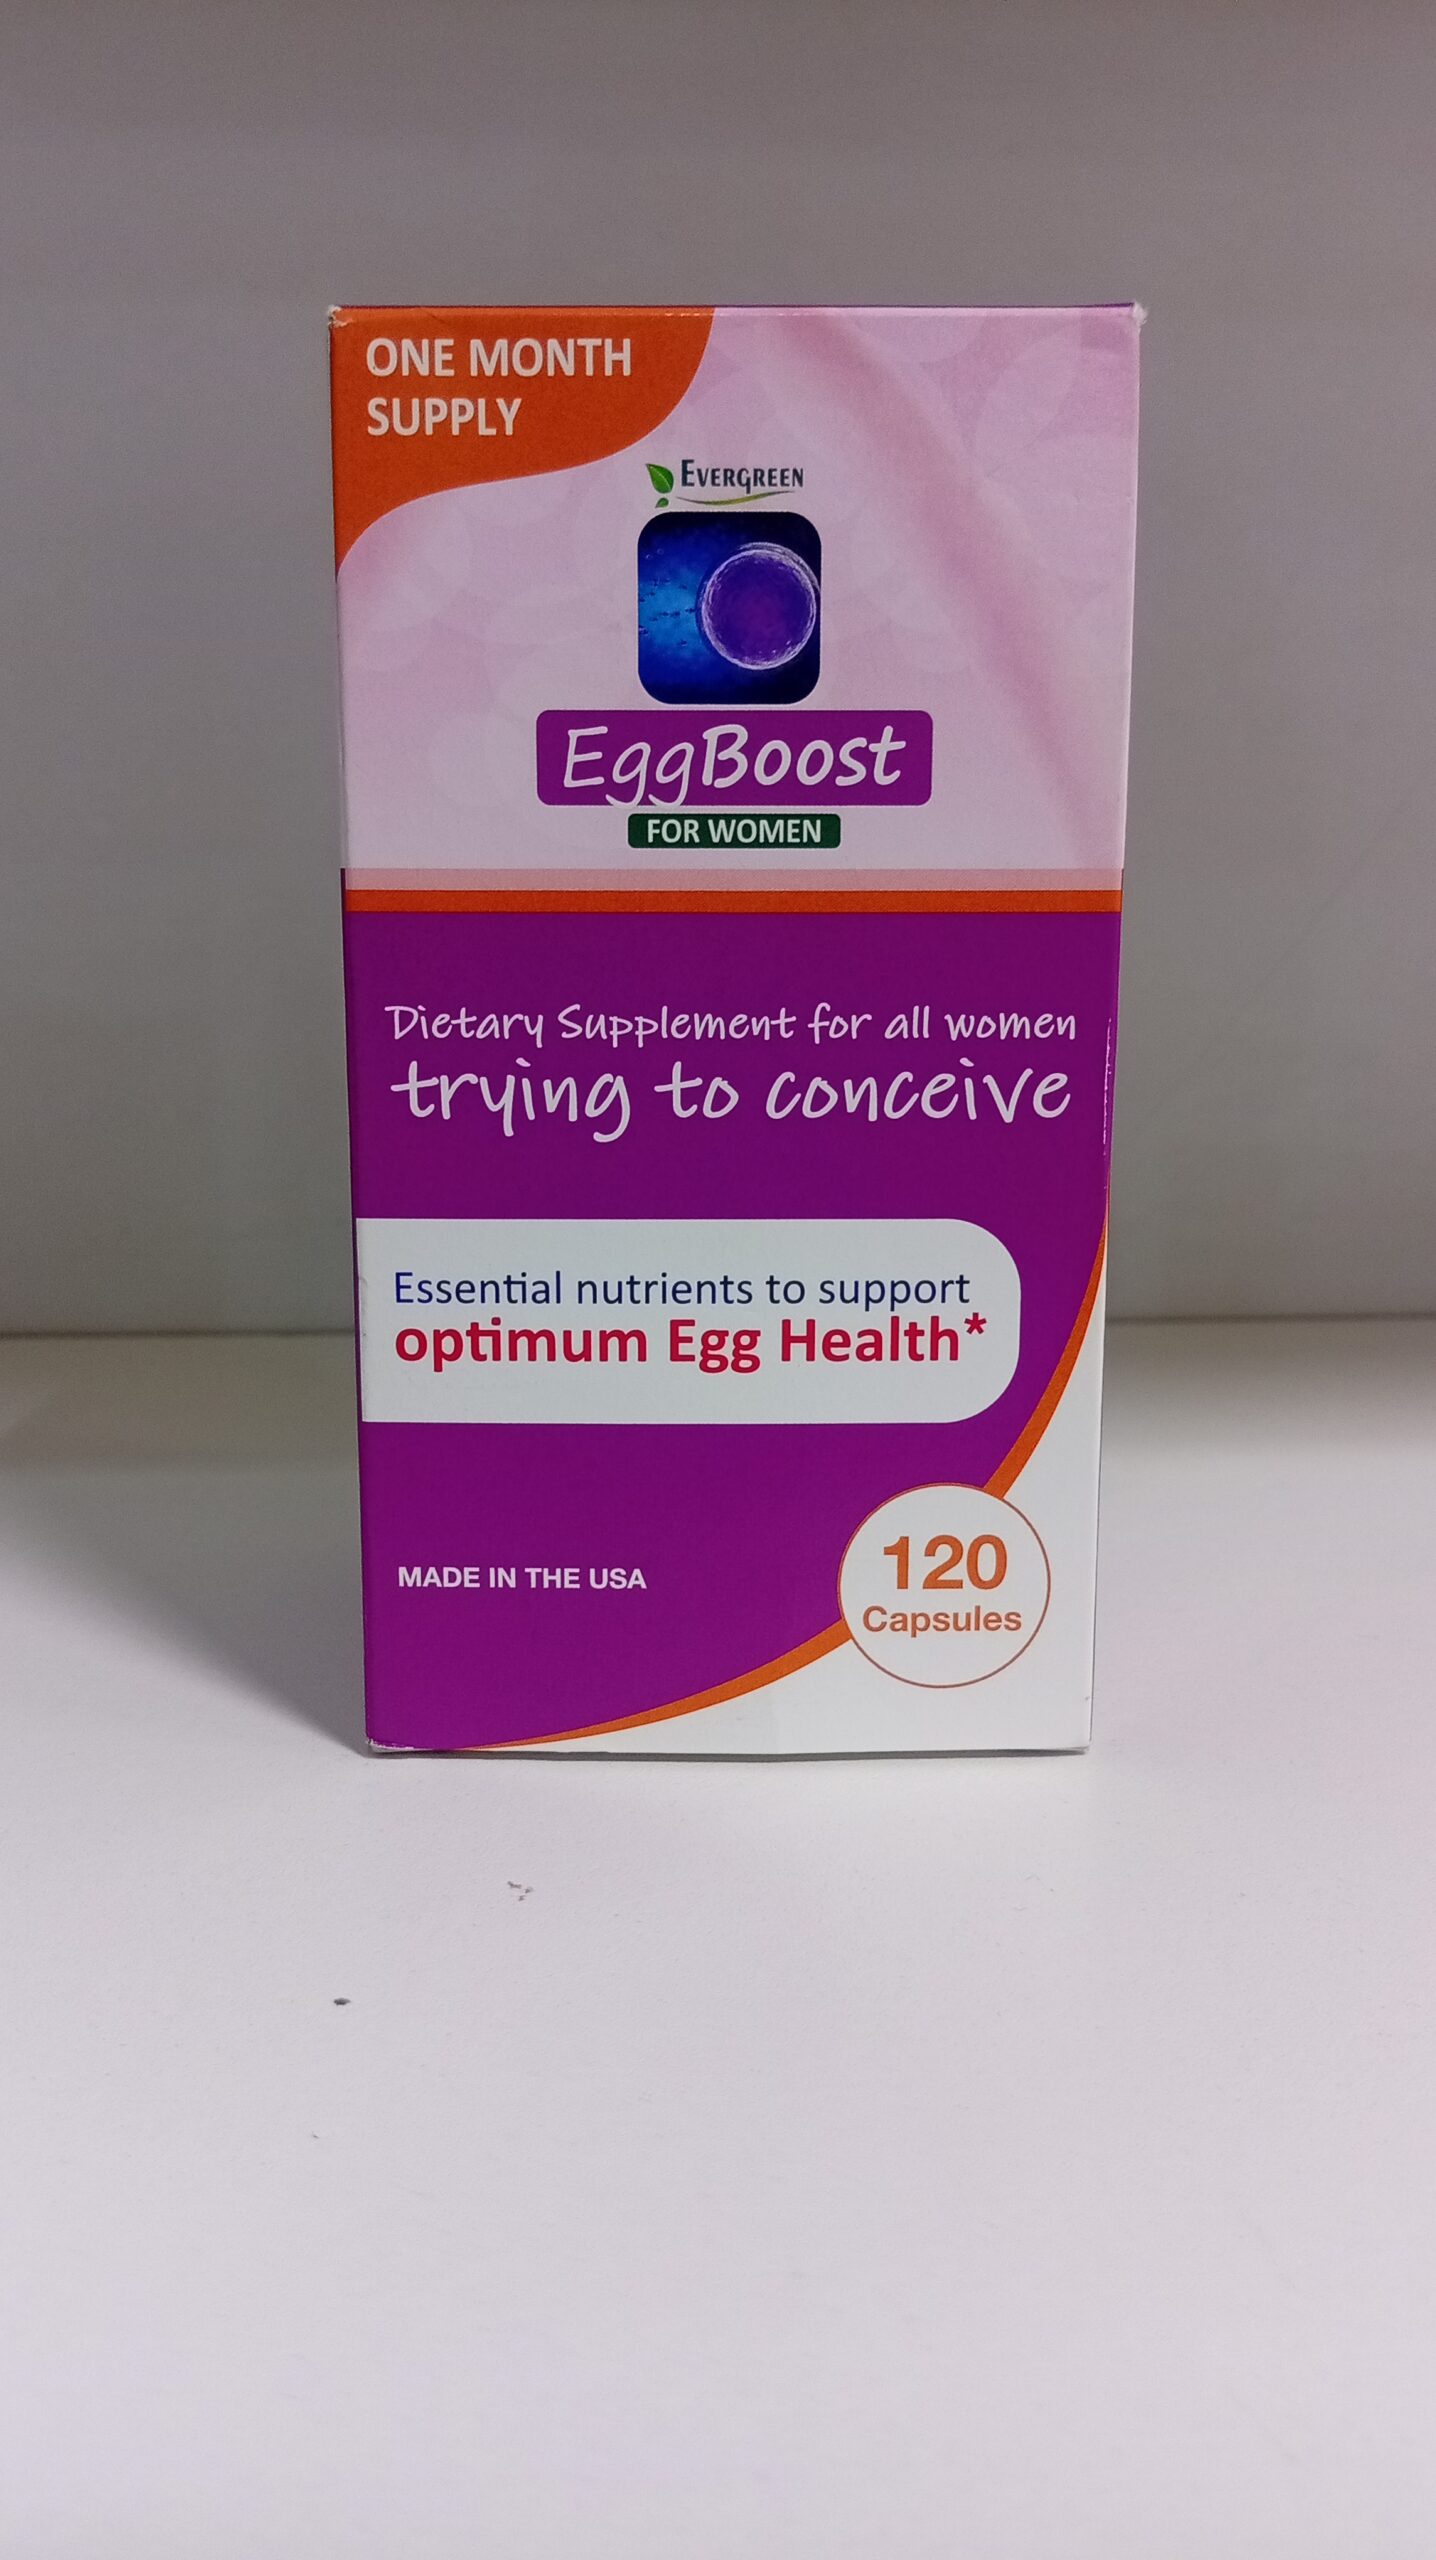 ONE MONTH
SUPPLY
EVERGREEN
EggBoost
FOR WOMEN
Dietary Supplement for all women
trying to conceive
Essential nutrients to support
optimum Egg Health*
MADE IN THE USA
120
Capsules